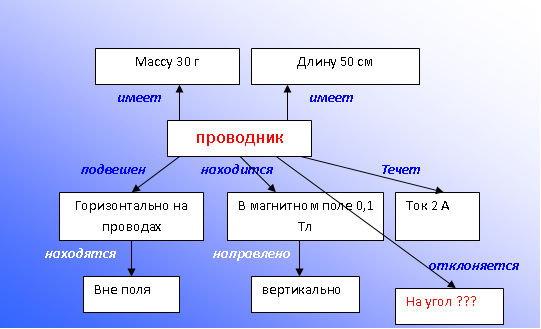 Массу 30 г
Длину 50 см
имеет
имеет
проводник
подвешен
находится
Течет
Горизонтально на
проводах
В магнитном поле 0,1
Тл
Ток 2 А
находятся
направлено
отклоняется
Вне поля
вертикально
На угол ???